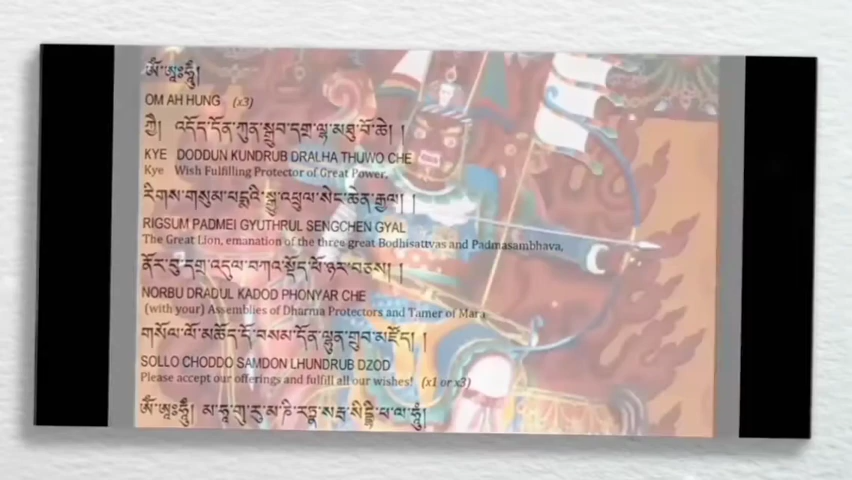 ༀ་ཨཱཿཧཱུྃ།
OM AH HUNG (x3)
ཀྱཻ། འདོད་དོན་ཀུན་སྒྲུབ་དགྲ་ལྷ་མཐུ་བོ་ཆེ། །
KYE DODDUN KUNDRUB DRALHA THUWO CHE
Kye Wish Fulfilling Protector of Great Power,
རིགས་གསུམ་པདྨའི་སྒྱུ་འཕྲུལ་སེང་ཆེན་རྒྱལ། །
RIGSUM PADMEI GYUTHRUL SENGCHEN GYAL
The Great Lion, emanation of the three great Bodhisattvas and Padmasambhava,
ནོར་བུ་དགྲ་འདུལ་བཀའ་སྡོད་ཕོ་ཉར་བཅས། །
NORBU DRADUL KADOD PHONYAR CHE
(with your) Assemblies of Dharma Protectors and Tamer of Mara
གསོལ་ལོ་མཆོད་དོ་བསམ་དོན་ལྷུན་གྲུབ་མཛོད། །
SOLLO CHODDO SAMDON LHUNDRUB DZOD
Please accept our offerings and fulfill all our wishes! (x1 or x3)
ༀ་ཨཱཿཧཱུྃ། མ་ཧཱ་གུ་རུ་མ་ཎི་རཏྣ་སརྦ་སིདྡྷི་ཕ་ལ་ཧཱུྃ།